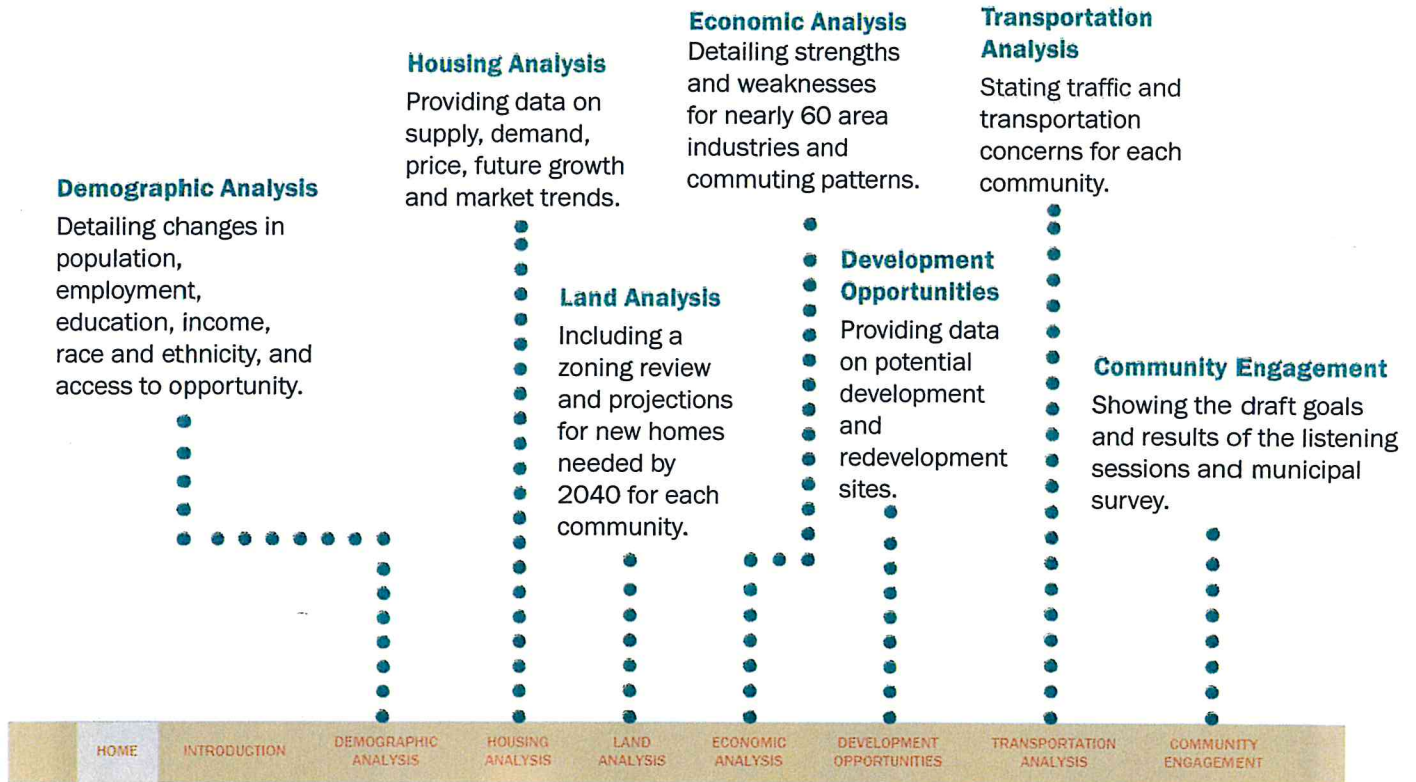 Demographic Analysis
Detailing changes in
population,
employment,
education, income,
race and ethnicity, and
access to opportunity.
Housing Analysis
Providing data on
supply, demand,
price, future growth
and market trends.
Land Analysis
Including a
zoning review
and projections
for new homes
needed by
2040 for each
community.
Economic Analysis
Detailing strengths
and weaknesses
for nearly 60 area
industries and
commuting patterns.
Development
Opportunities
Providing data
on potential
development
and
redevelopment
sites.
Transportation
Analysis
Stating traffic and
transportation
concerns for each
community.
Community Engagement
Showing the draft goals
and results of the listening
sessions and municipal
survey.
HOME
INTRODUCTION
DEMOGRAPHIC
ANALYSIS
HOUSING
ANALYSIS
LAND
ANALYSIS
ECONOMIC
ANALYSIS
DEVELOPMENT
OPPORTUNITIES
TRANSPORTATION
ANALYSIS
COMMUNITY
ENGAGEMENT